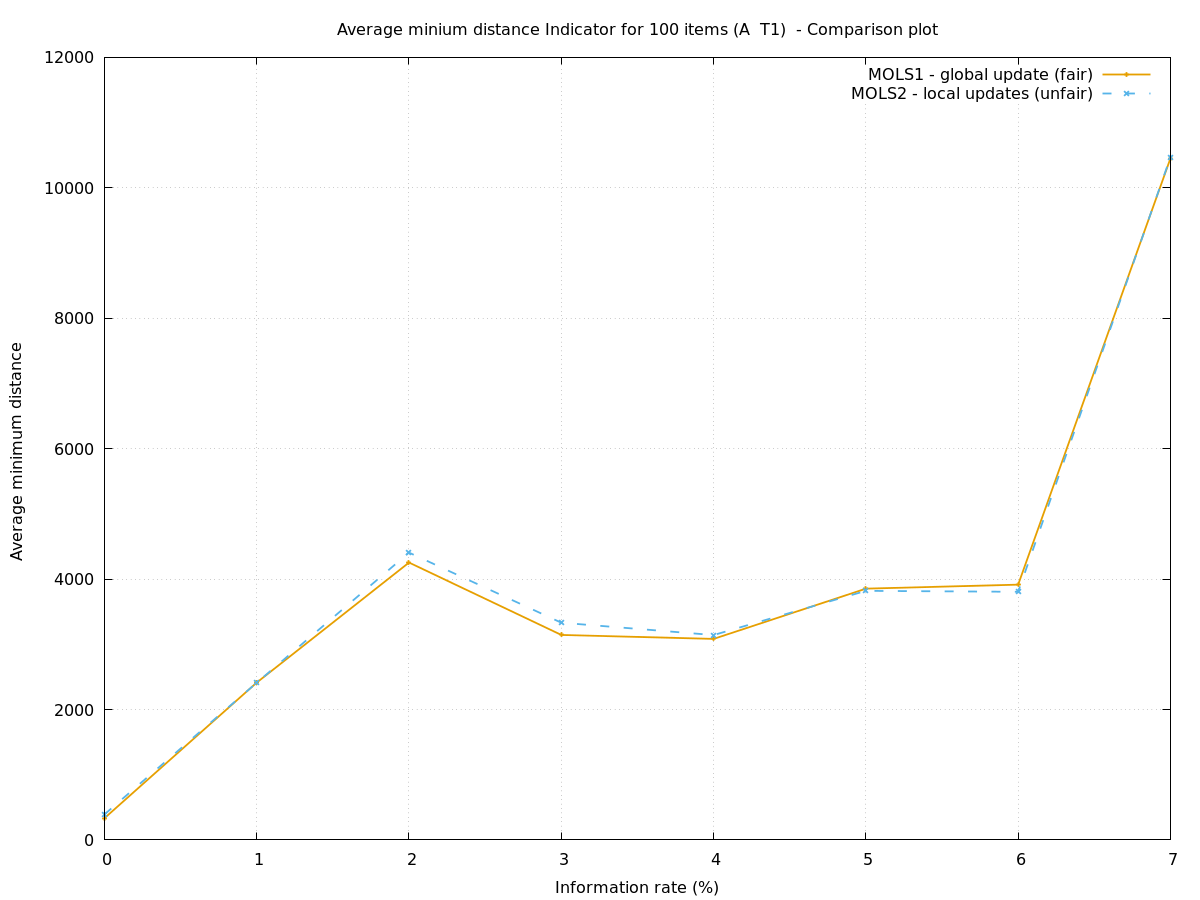 Average minium distance Indicator for 100 items (A  T1)  - Comparison plot
12000
10000
8000
6000
4000
2000
0
Average minimum distance
MOLS1 - global update (fair)
MOLS2 - local updates (unfair)
0 1 2 3 4 5 6 7
Information rate (%)